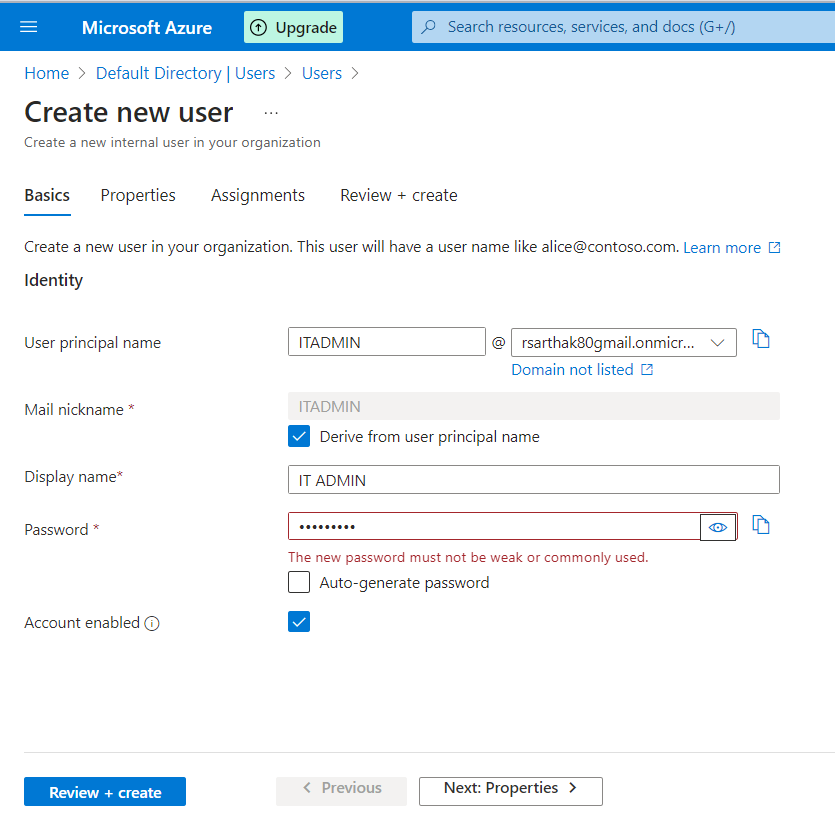 Microsoft Azure
Upgrade
Search resources, services, and docs (G+/)
Home > Default Directory | Users > Users >
Create new user ...
Create a new internal user in your organization
Basics Properties Assignments Review + create
Create a new user in your organization. This user will have a user name like alice@contoso.com. Learn more
Identity
User principal name ITADMIN @ rsarthak80gmail.onmicr...
Domain not listed
Mail nickname * ITADMIN
Derive from user principal name
Display name* IT ADMIN
Password * •••••••••
The new password must not be weak or commonly used.
Auto-generate password
Account enabled
Review + create < Previous Next: Properties >